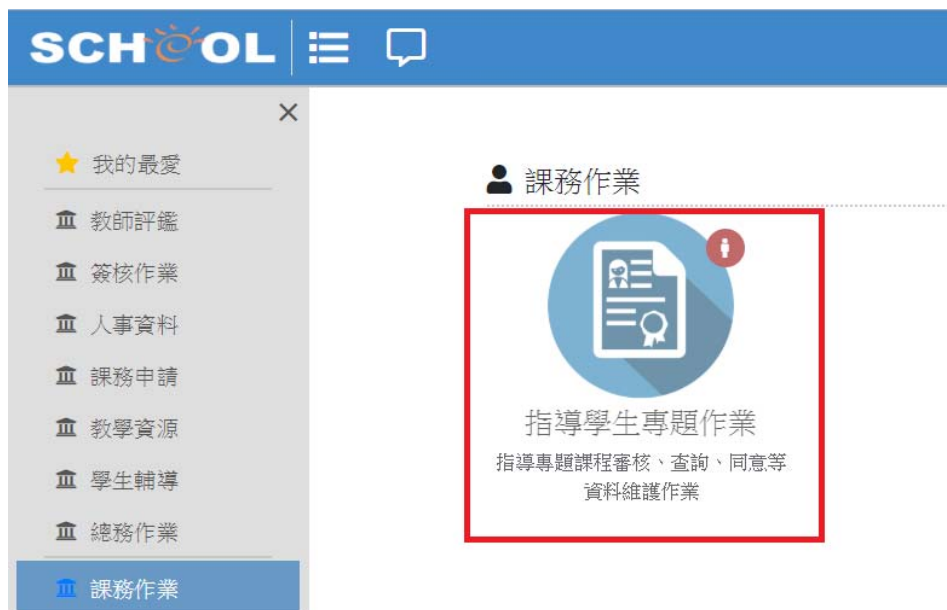 SCHOOL
我的最愛
教師評鑑
簽核作業
人事資料
課務申請
教學資源
學生輔導
總務作業
課務作業
課務作業
指導學生專題作業
指導專題課程審核、查詢、同意等
資料維護作業